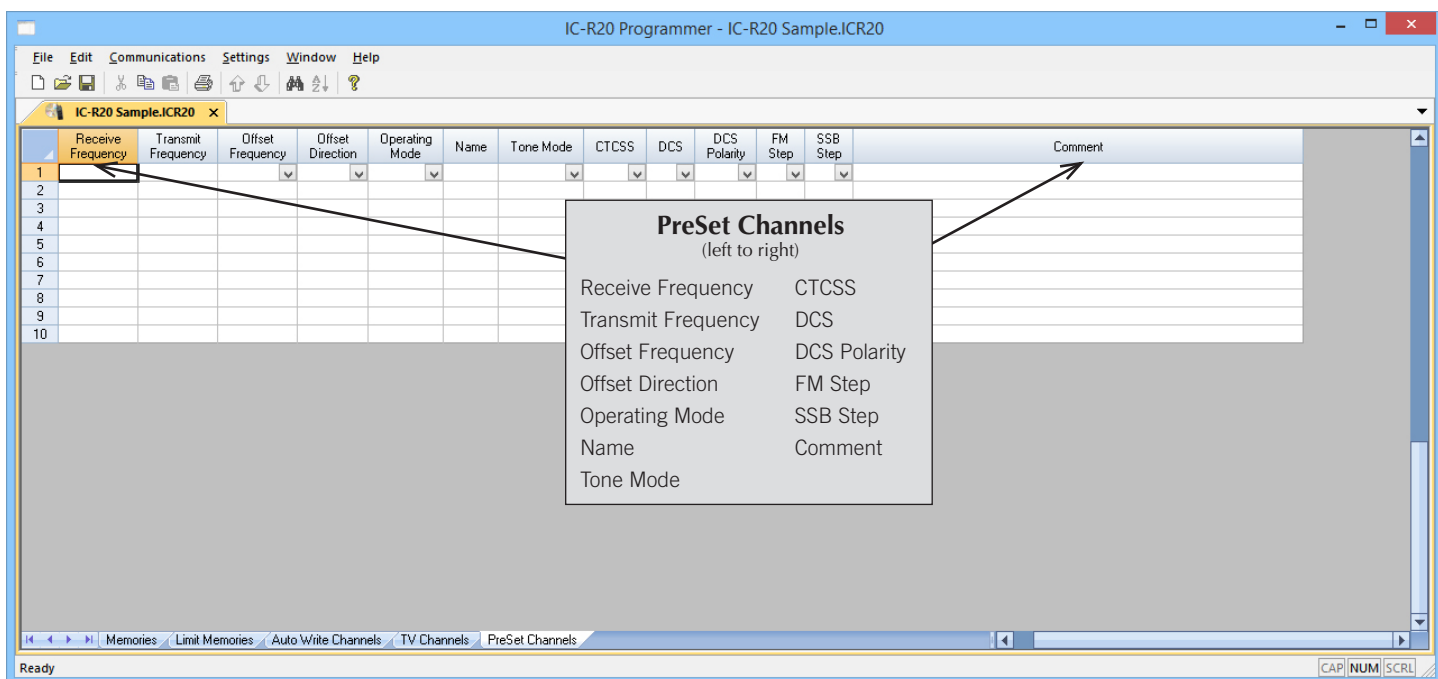 IC-R20 Programmer - IC-R20 Sample.ICR20
File Edit Communications Settings Window Help
IC-R20 Sample.ICR20
Receive Frequency Transmit Frequency Offset Frequency Offset Direction Operating Mode Name Tone Mode CTCSS DCS DCS Polarity FM Step SSB Step Comment
1
2
3
4
5
6
7
8
9
10
PreSet Channels
(left to right)
Receive Frequency CTCSS
Transmit Frequency DCS
Offset Frequency DCS Polarity
Offset Direction FM Step
Operating Mode SSB Step
Name Comment
Tone Mode
Memories Limit Memories Auto Write Channels TV Channels PreSet Channels
Ready CAP NUM SCRL